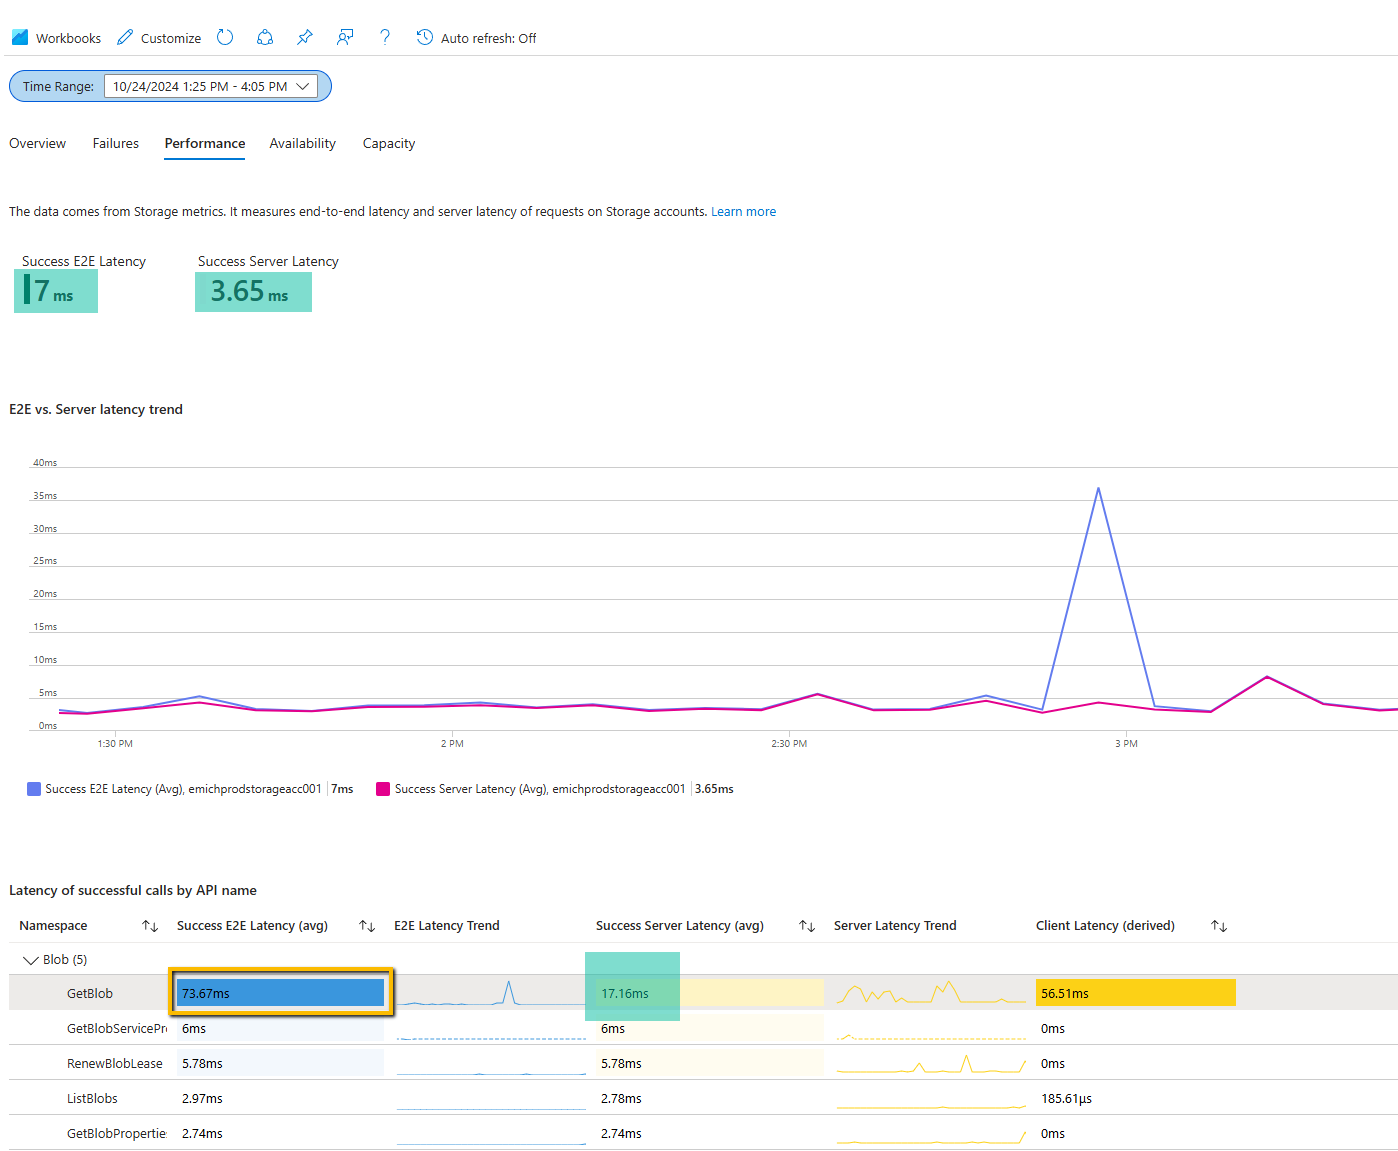 Workbooks Customize ? Auto refresh: Off
Time Range: 10/24/2024 1:25 PM - 4:05 PM
Overview Failures Performance Availability Capacity
The data comes from Storage metrics. It measures end-to-end latency and server latency of requests on Storage accounts. Learn more
Success E2E Latency Success Server Latency
7 ms 3.65 ms
E2E vs. Server latency trend
40ms
35ms
30ms
25ms
20ms
15ms
10ms
5ms
0ms
1:30 PM 2 PM 2:30 PM 3 PM
Success E2E Latency (Avg), emichprodstorageacc001 7ms Success Server Latency (Avg), emichprodstorageacc001 3.65ms
Latency of successful calls by API name
Namespace Success E2E Latency (avg) E2E Latency Trend Success Server Latency (avg) Server Latency Trend Client Latency (derived)
Blob (5)
GetBlob 73.67ms 17.16ms 56.51ms
GetBlobServicePr 6ms 6ms 0ms
RenewBlobLease 5.78ms 5.78ms 0ms
ListBlobs 2.97ms 2.78ms 185.61µs
GetBlobPropertie 2.74ms 2.74ms 0ms